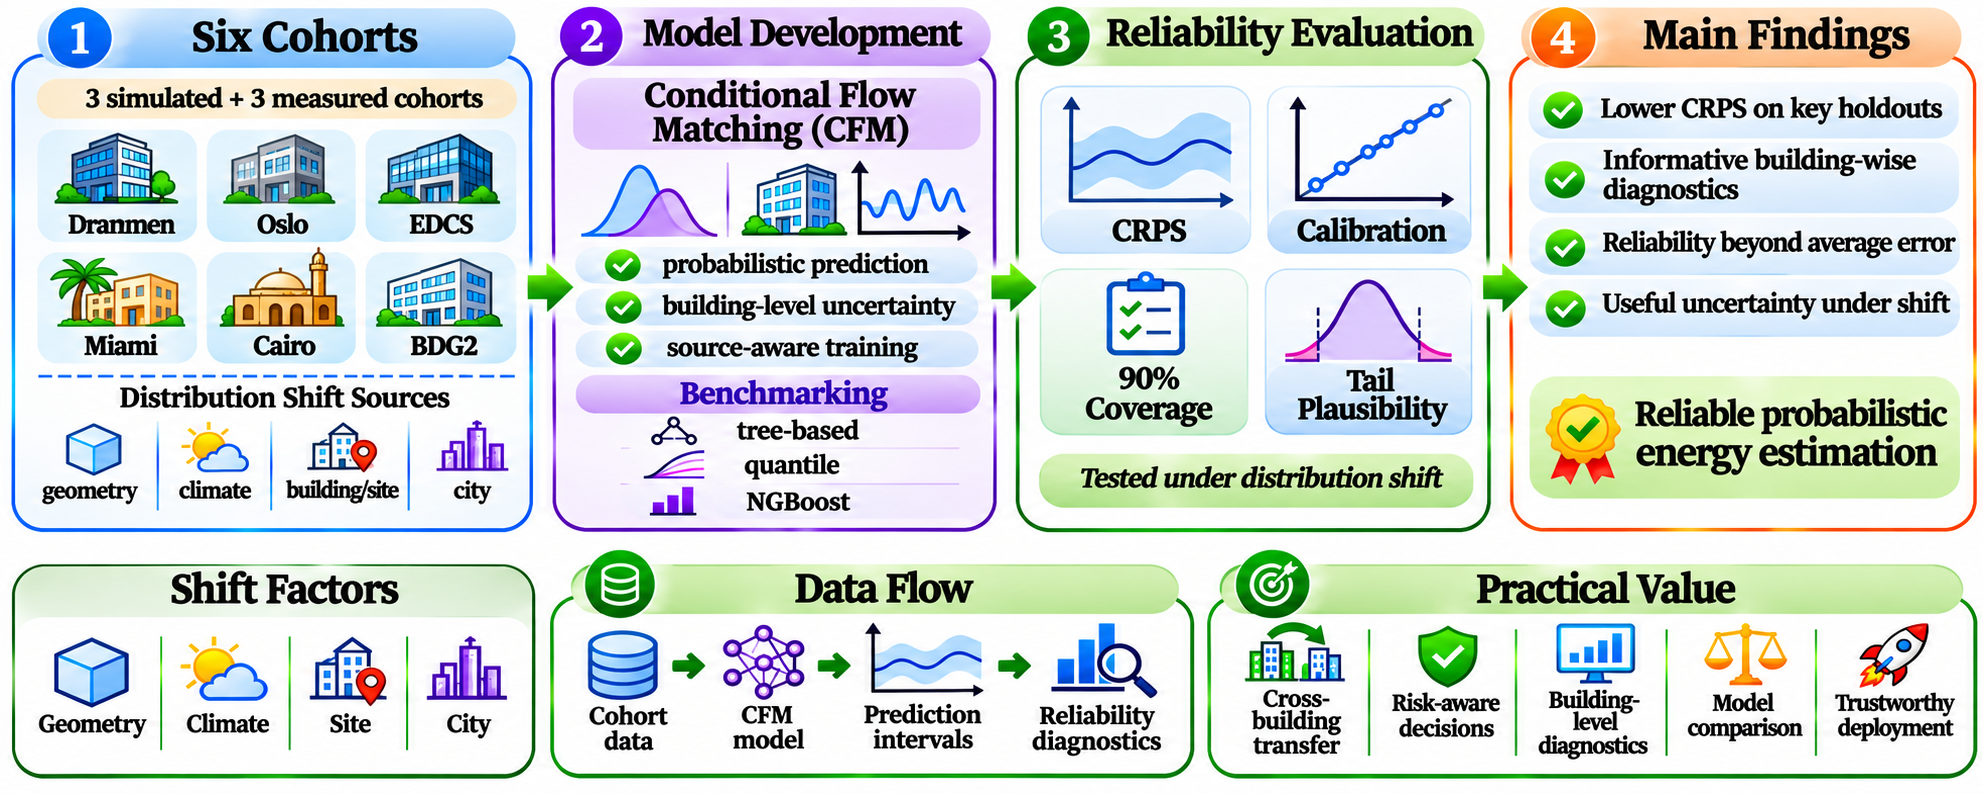 1
Six Cohorts
3 simulated + 3 measured cohorts
Dranmen
Oslo
EDCS
Miami
Cairo
BDG2
Distribution Shift Sources
geometry
climate
building/site
city
2
Model Development
Conditional Flow
Matching (CFM)
probabilistic prediction
building-level uncertainty
source-aware training
Benchmarking
tree-based
quantile
NGBoost
3
Reliability Evaluation
CRPS
Calibration
90%
Coverage
Tail
Plausibility
Tested under distribution shift
4
Main Findings
Lower CRPS on key holdouts
Informative building-wise
diagnostics
Reliability beyond average error
Useful uncertainty under shift
Reliable probabilistic
energy estimation
Shift Factors
Geometry
Climate
Site
City
Data Flow
Cohort
data
CFM
model
Prediction
intervals
Reliability
diagnostics
Practical Value
Cross-
building
transfer
Risk-aware
decisions
Building-
level
diagnostics
Model
comparison
Trustworthy
deployment